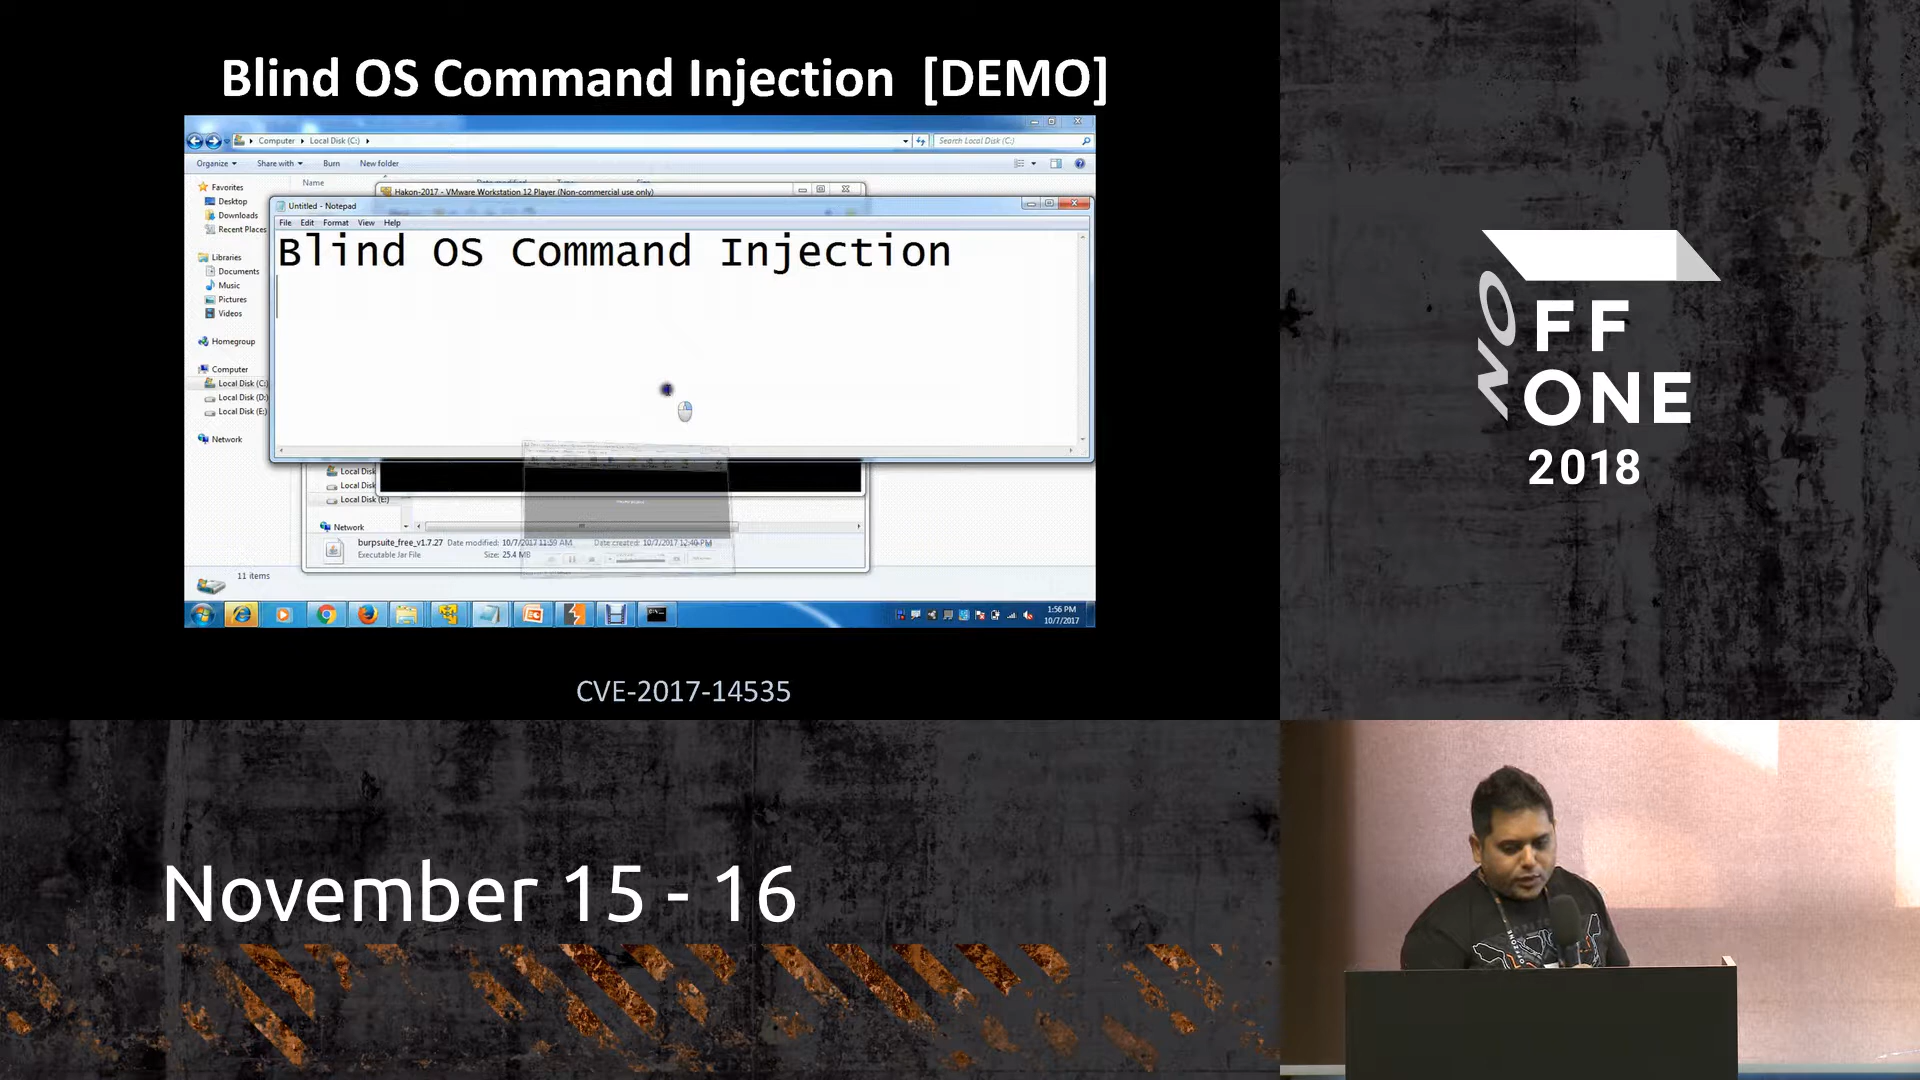 Blind OS Command Injection [DEMO]
Computer
Local Disk (C:)
Search Local Disk (C:)
Organize
Share with
Burn
New folder
Favorites
Desktop
Downloads
Recent Places
Libraries
Documents
Music
Pictures
Videos
Homegroup
Computer
Local Disk (C:)
Local Disk (D:)
Local Disk (E:)
Network
Name
Hakon-2017 - VMware Workstation 12 Player (Non-commercial use only)
Untitled - Notepad
File Edit Format View Help
Blind OS Command Injection
Local Disk
Local Disk
Local Disk (E:)
Network
burpsuite_free_v1.7.27 Date modified: 10/7/2017 11:59 AM Date created: 10/7/2017 12:40 PM
Executable Jar File Size: 25.4 MB
11 items
1:56 PM
10/7/2017
CVE-2017-14535
NO
FF
ONE
2018
November 15 - 16
OFFZONE